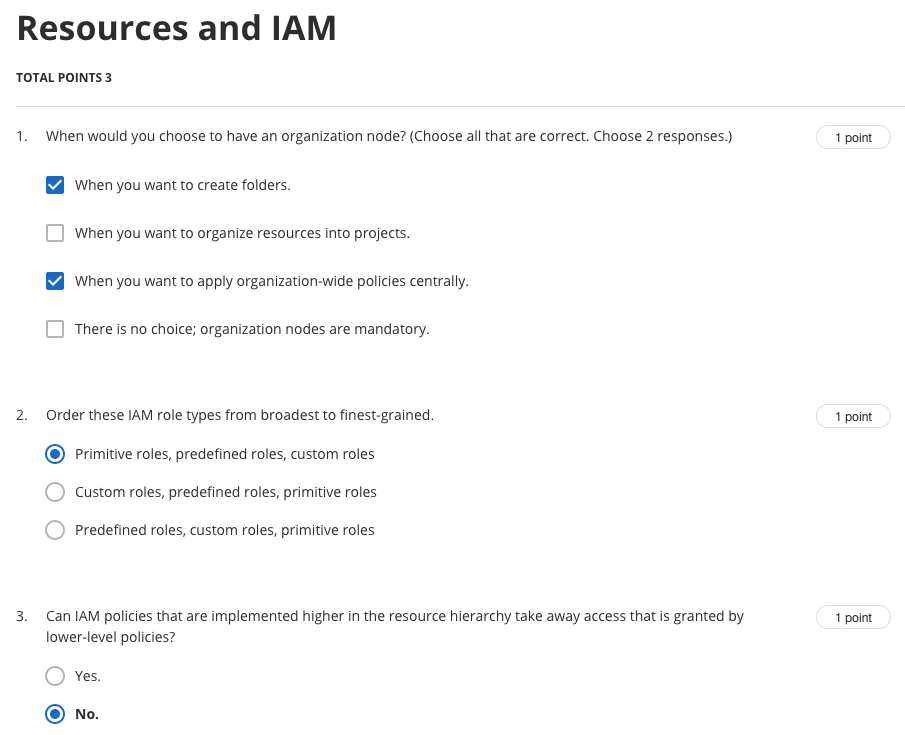 Resources and IAM
TOTAL POINTS 3
1. When would you choose to have an organization node? (Choose all that are correct. Choose 2 responses.)
1 point
When you want to create folders.
When you want to organize resources into projects.
When you want to apply organization-wide policies centrally.
There is no choice; organization nodes are mandatory.
2. Order these IAM role types from broadest to finest-grained.
1 point
Primitive roles, predefined roles, custom roles
Custom roles, predefined roles, primitive roles
Predefined roles, custom roles, primitive roles
3. Can IAM policies that are implemented higher in the resource hierarchy take away access that is granted by
lower-level policies?
1 point
Yes.
No.